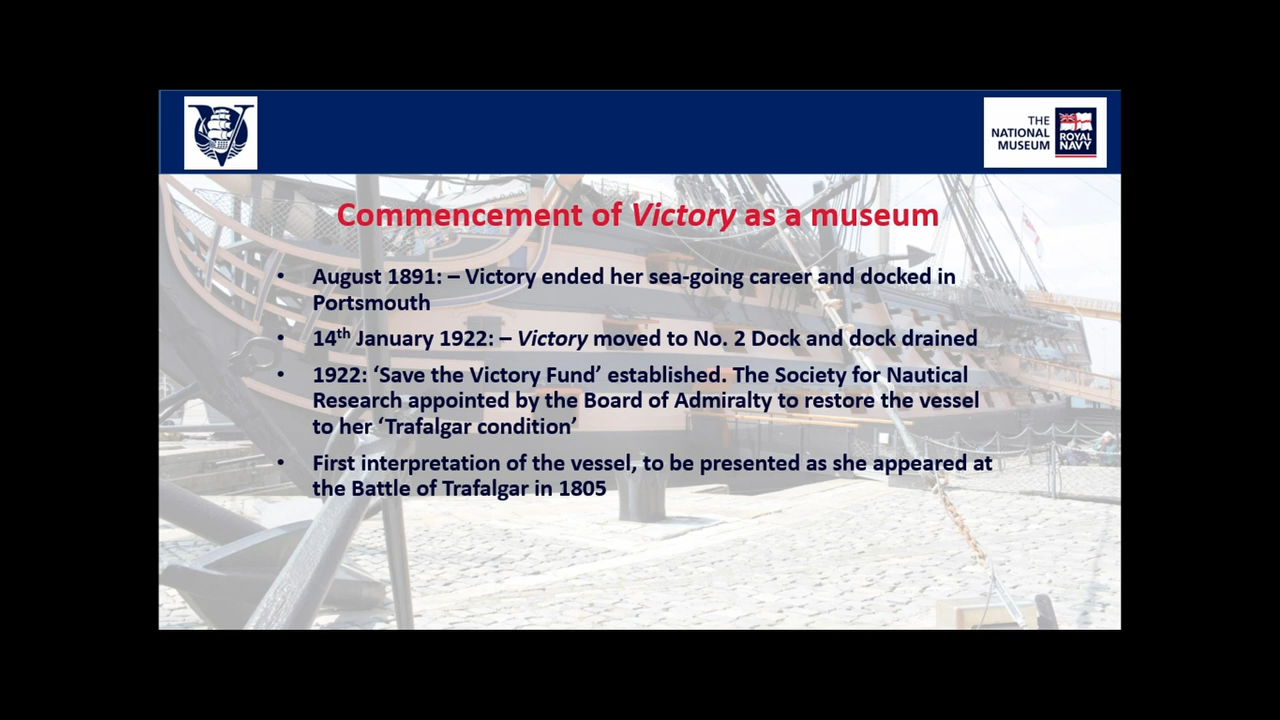 THE
NATIONAL
MUSEUM
ROYAL
NAVY
Commencement of Victory as a museum
• August 1891: – Victory ended her sea-going career and docked in
Portsmouth
• 14th January 1922: – Victory moved to No. 2 Dock and dock drained
• 1922: ‘Save the Victory Fund’ established. The Society for Nautical
Research appointed by the Board of Admiralty to restore the vessel
to her ‘Trafalgar condition’
• First interpretation of the vessel, to be presented as she appeared at
the Battle of Trafalgar in 1805